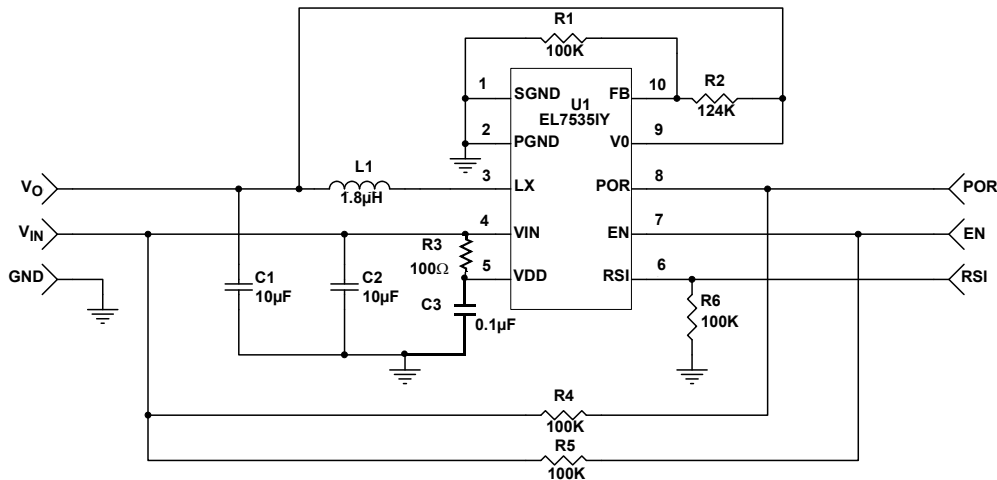 R1
100K
1
SGND
U1
EL7535IY
FB
10
R2
124K
2
PGND
V0
9
L1
1.8µH
3
LX
POR
8
VO
POR
VIN
4
VIN
EN
7
EN
R3
100Ω
GND
5
VDD
RSI
6
RSI
C1
10µF
C2
10µF
C3
0.1µF
R6
100K
R4
100K
R5
100K